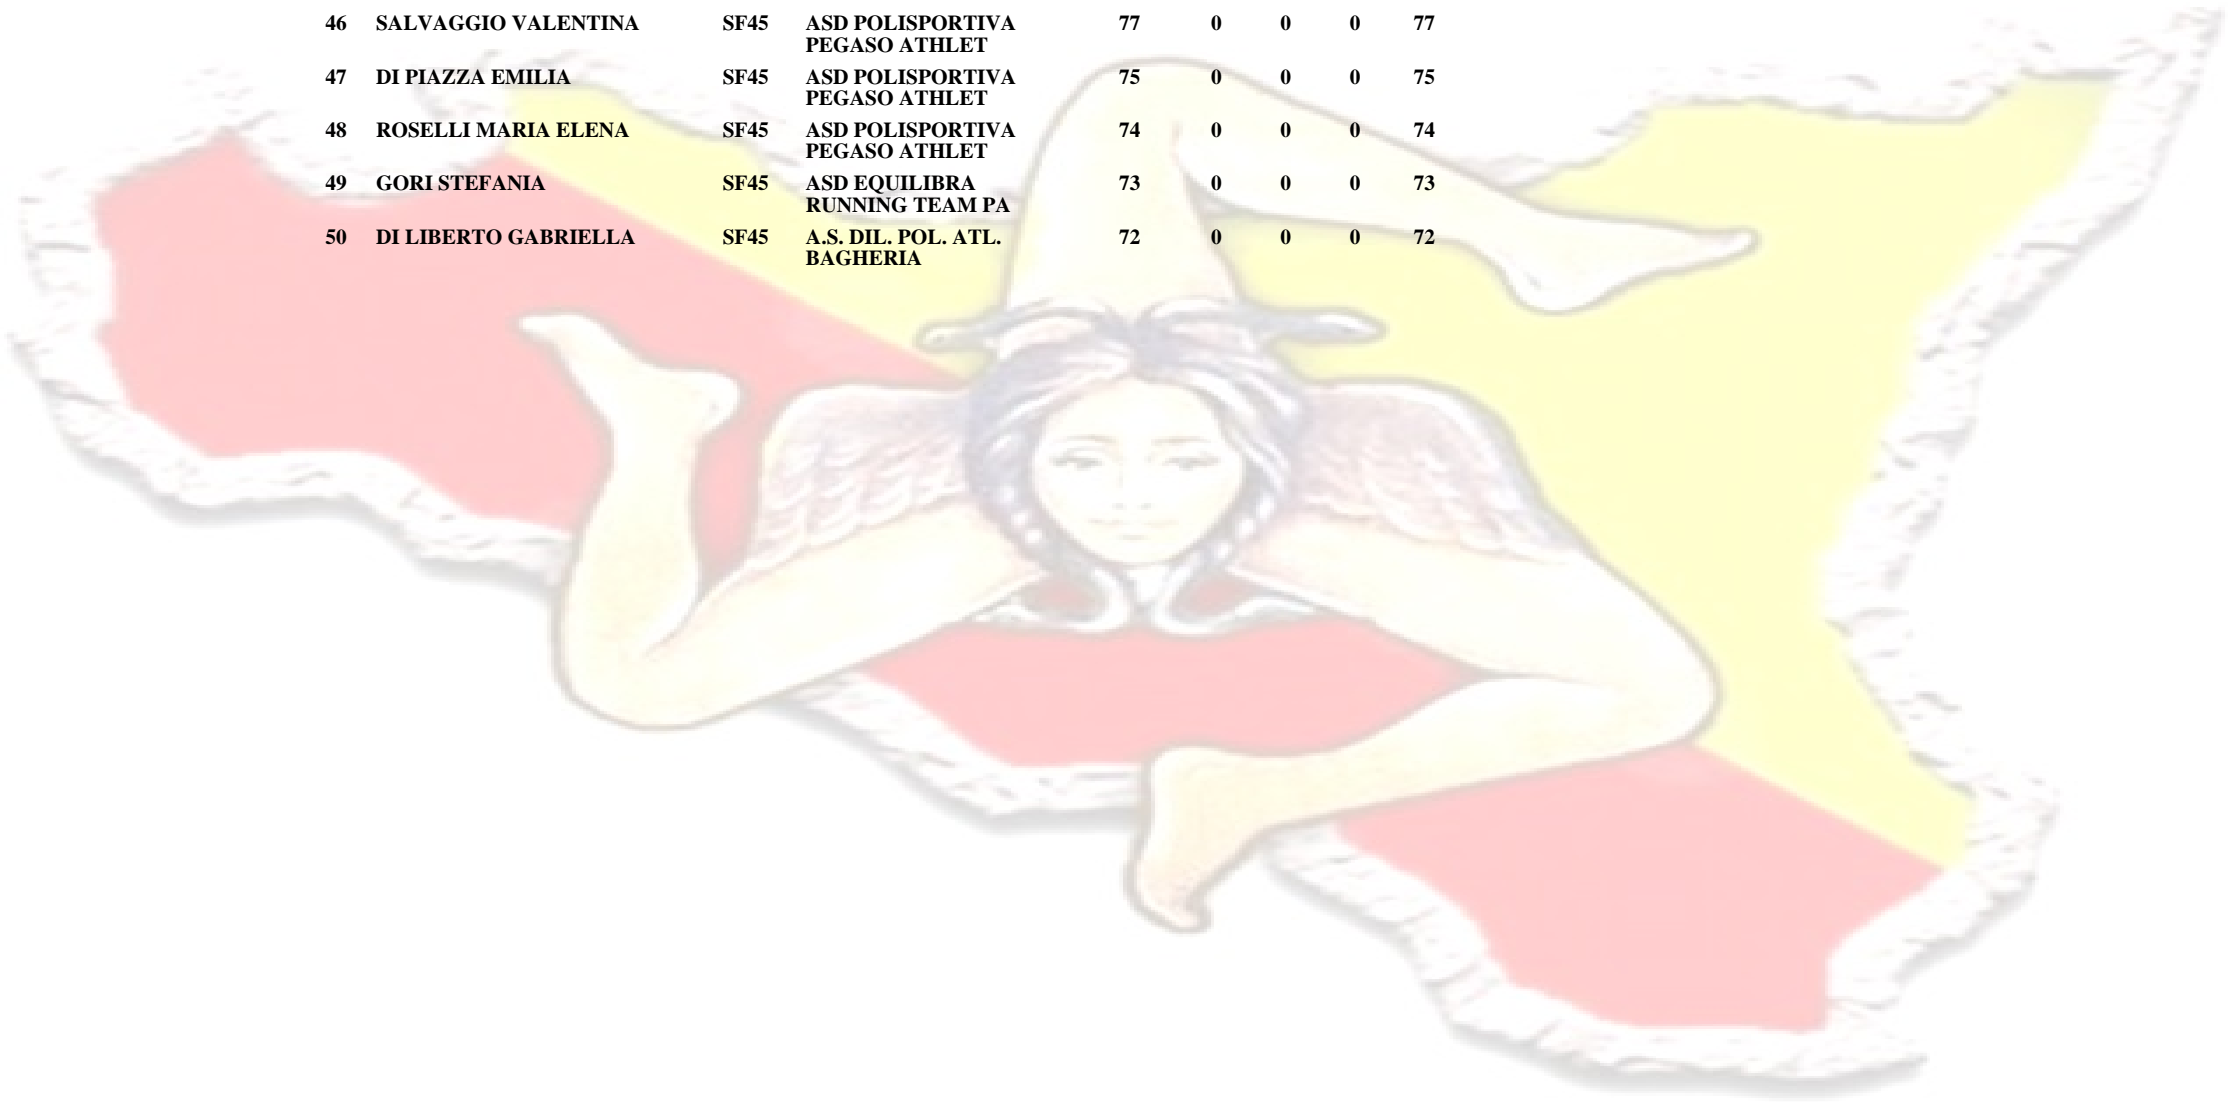 46 SALVAGGIO VALENTINA SF45 ASD POLISPORTIVA 77 0 0 0 77
PEGASO ATHLET
47 DI PIAZZA EMILIA SF45 ASD POLISPORTIVA 75 0 0 0 75
PEGASO ATHLET
48 ROSELLI MARIA ELENA SF45 ASD POLISPORTIVA 74 0 0 0 74
PEGASO ATHLET
49 GORI STEFANIA SF45 ASD EQUILIBRA 73 0 0 0 73
RUNNING TEAM PA
50 DI LIBERTO GABRIELLA SF45 A.S. DIL. POL. ATL. 72 0 0 0 72
BAGHERIA